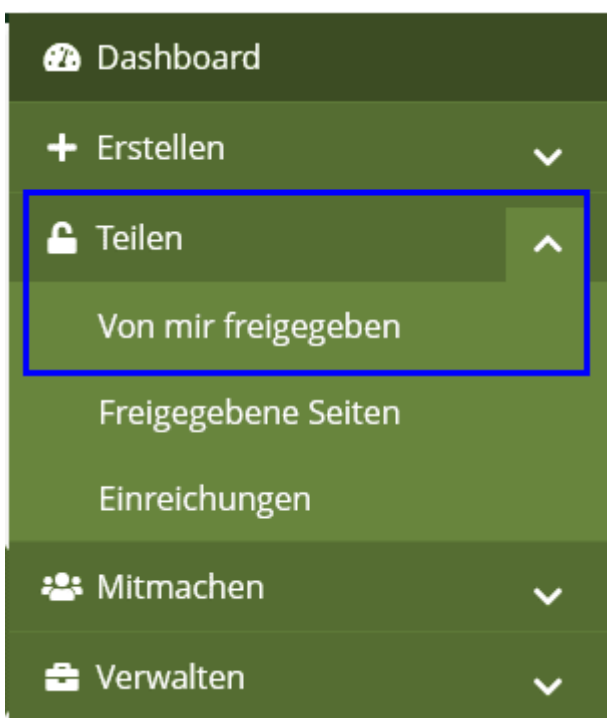 Dashboard
Erstellen
Teilen
Von mir freigegeben
Freigegebene Seiten
Einreichungen
Mitmachen
Verwalten